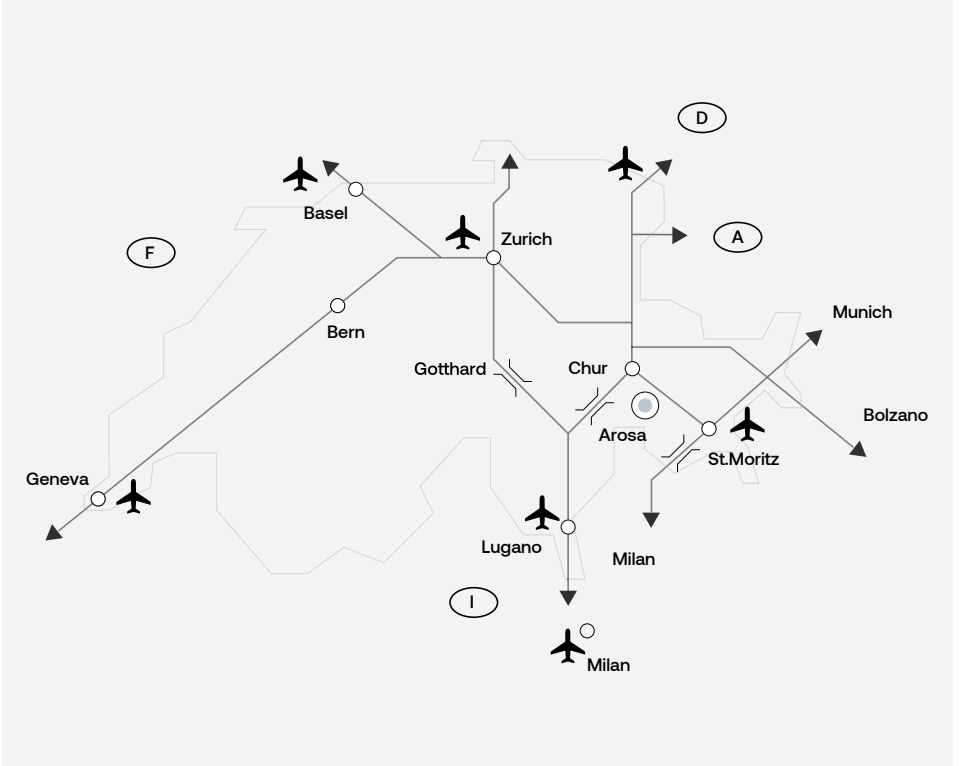 D
Basel
Zurich
A
F
Munich
Bern
Gotthard
Chur
Bolzano
Arosa
St.Moritz
Geneva
Lugano
Milan
I
Milan